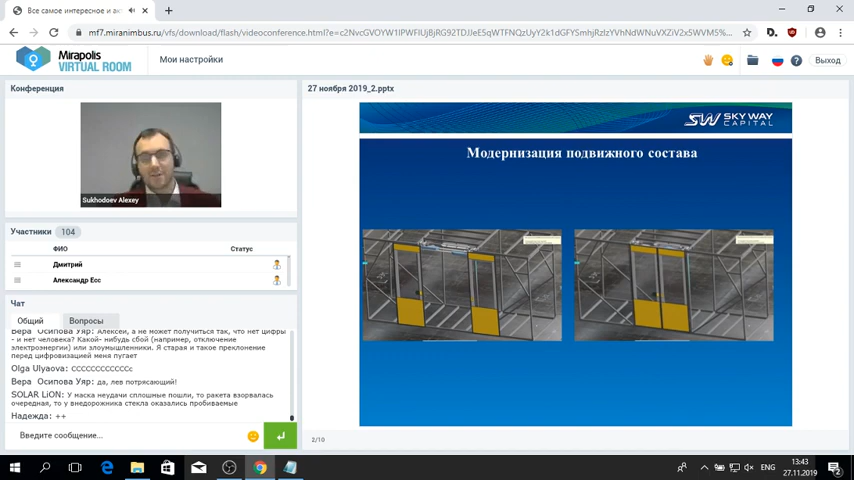 Все самое интересное и ак
mf7.miranimbus.ru/vfs/download/flash/videoconference.html?e=
Mirapolis
VIRTUAL ROOM
Мои настройки
Выход
Конференция
Sukhodoev Alexey
Участники 104
ФИО Статус
Дмитрий
Александр Есс
Чат
Общий Вопросы
Вера Осипова Уяр: Алексей, а не может получиться так, что нет цифры
- и нет человека? Какой- нибудь сбой (например, отключение
электроэнергии) или злоумышленники. Я старая и такое преклонение
перед цифровизацией меня пугает
Olga Ulyaova: СССССССССССсс
Вера Осипова Уяр: да, лев потрясающий!
SOLAR LiON: У маска неудачи сплошные пошли, то ракета взорвалась
очередная, то у внедорожника стекла оказались пробиваемые
Надежда: ++
Введите сообщение...
27 ноября 2019_2.pptx
SW SKY WAY
CAPITAL
Модернизация подвижного состава
2/10
ENG
13:43
27.11.2019
2